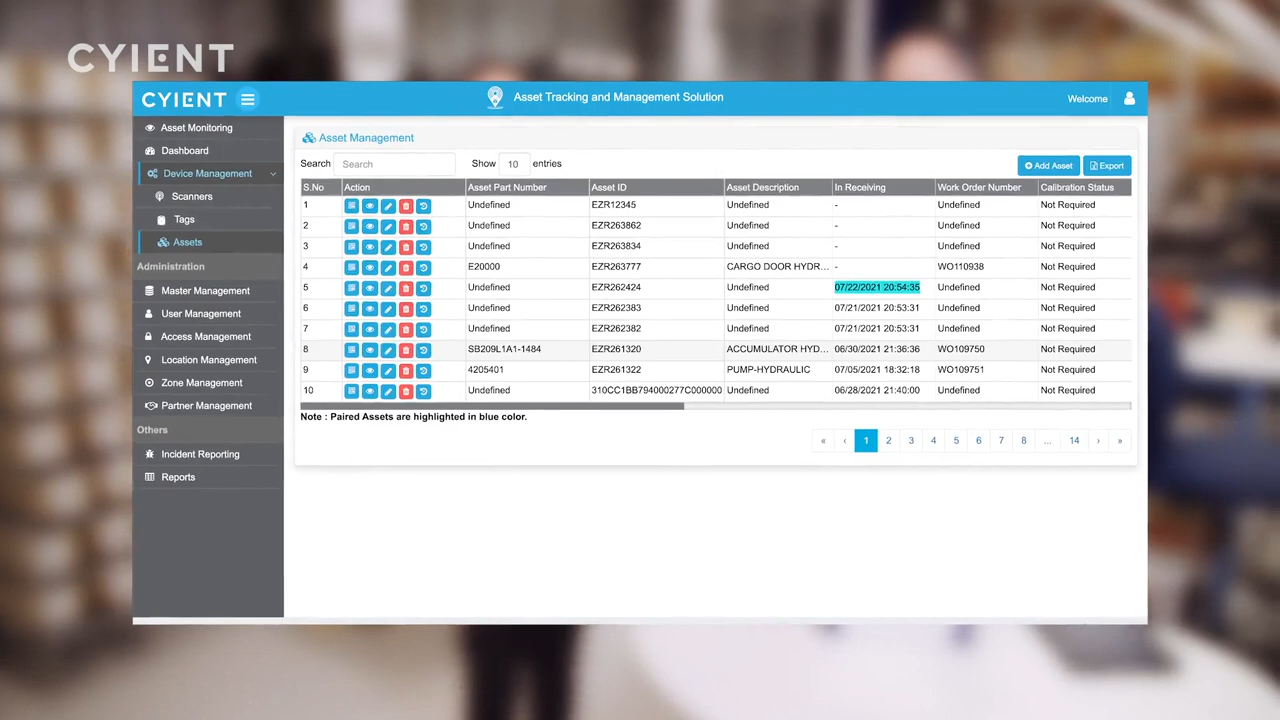 CYIENT
CYIENT
Asset Tracking and Management Solution
Welcome
Asset Monitoring
Dashboard
Device Management
Scanners
Tags
Assets
Administration
Master Management
User Management
Access Management
Location Management
Zone Management
Partner Management
Others
Incident Reporting
Reports
Asset Management
Search Search Show 10 entries Add Asset Export
S.No Action Asset Part Number Asset ID Asset Description In Receiving Work Order Number Calibration Status
1 Undefined EZR12345 Undefined - Undefined Not Required
2 Undefined EZR263862 Undefined - Undefined Not Required
3 Undefined EZR263834 Undefined - Undefined Not Required
4 E20000 EZR263777 CARGO DOOR HYDR... - WO110938 Not Required
5 Undefined EZR262424 Undefined 07/22/2021 20:54:35 Undefined Not Required
6 Undefined EZR262383 Undefined 07/21/2021 20:53:31 Undefined Not Required
7 Undefined EZR262382 Undefined 07/21/2021 20:53:31 Undefined Not Required
8 SB209L1A1-1484 EZR261320 ACCUMULATOR HYD... 06/30/2021 21:36:36 WO109750 Not Required
9 4205401 EZR261322 PUMP-HYDRAULIC 07/05/2021 18:32:18 WO109751 Not Required
10 Undefined 310CC1BB794000277C000000 Undefined 06/28/2021 21:40:00 Undefined Not Required
Note : Paired Assets are highlighted in blue color.
« ‹ 1 2 3 4 5 6 7 8 ... 14 › »